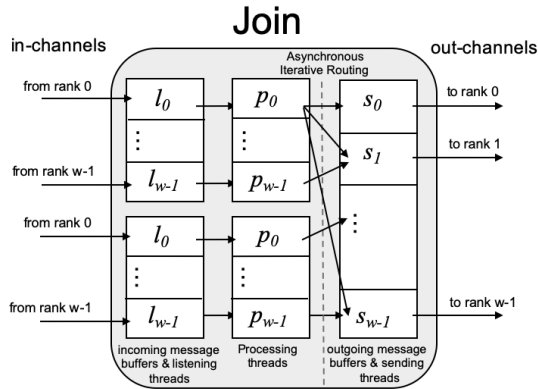 Join
in-channels
out-channels
Asynchronous
Iterative Routing
from rank 0
l0
p0
s0
to rank 0
⋮
⋮
s1
to rank 1
from rank w-1
lw-1
pw-1
from rank 0
l0
p0
⋮
⋮
⋮
from rank w-1
lw-1
pw-1
sw-1
to rank w-1
incoming message
buffers & listening
threads
Processing
threads
outgoing message
buffers & sending
threads